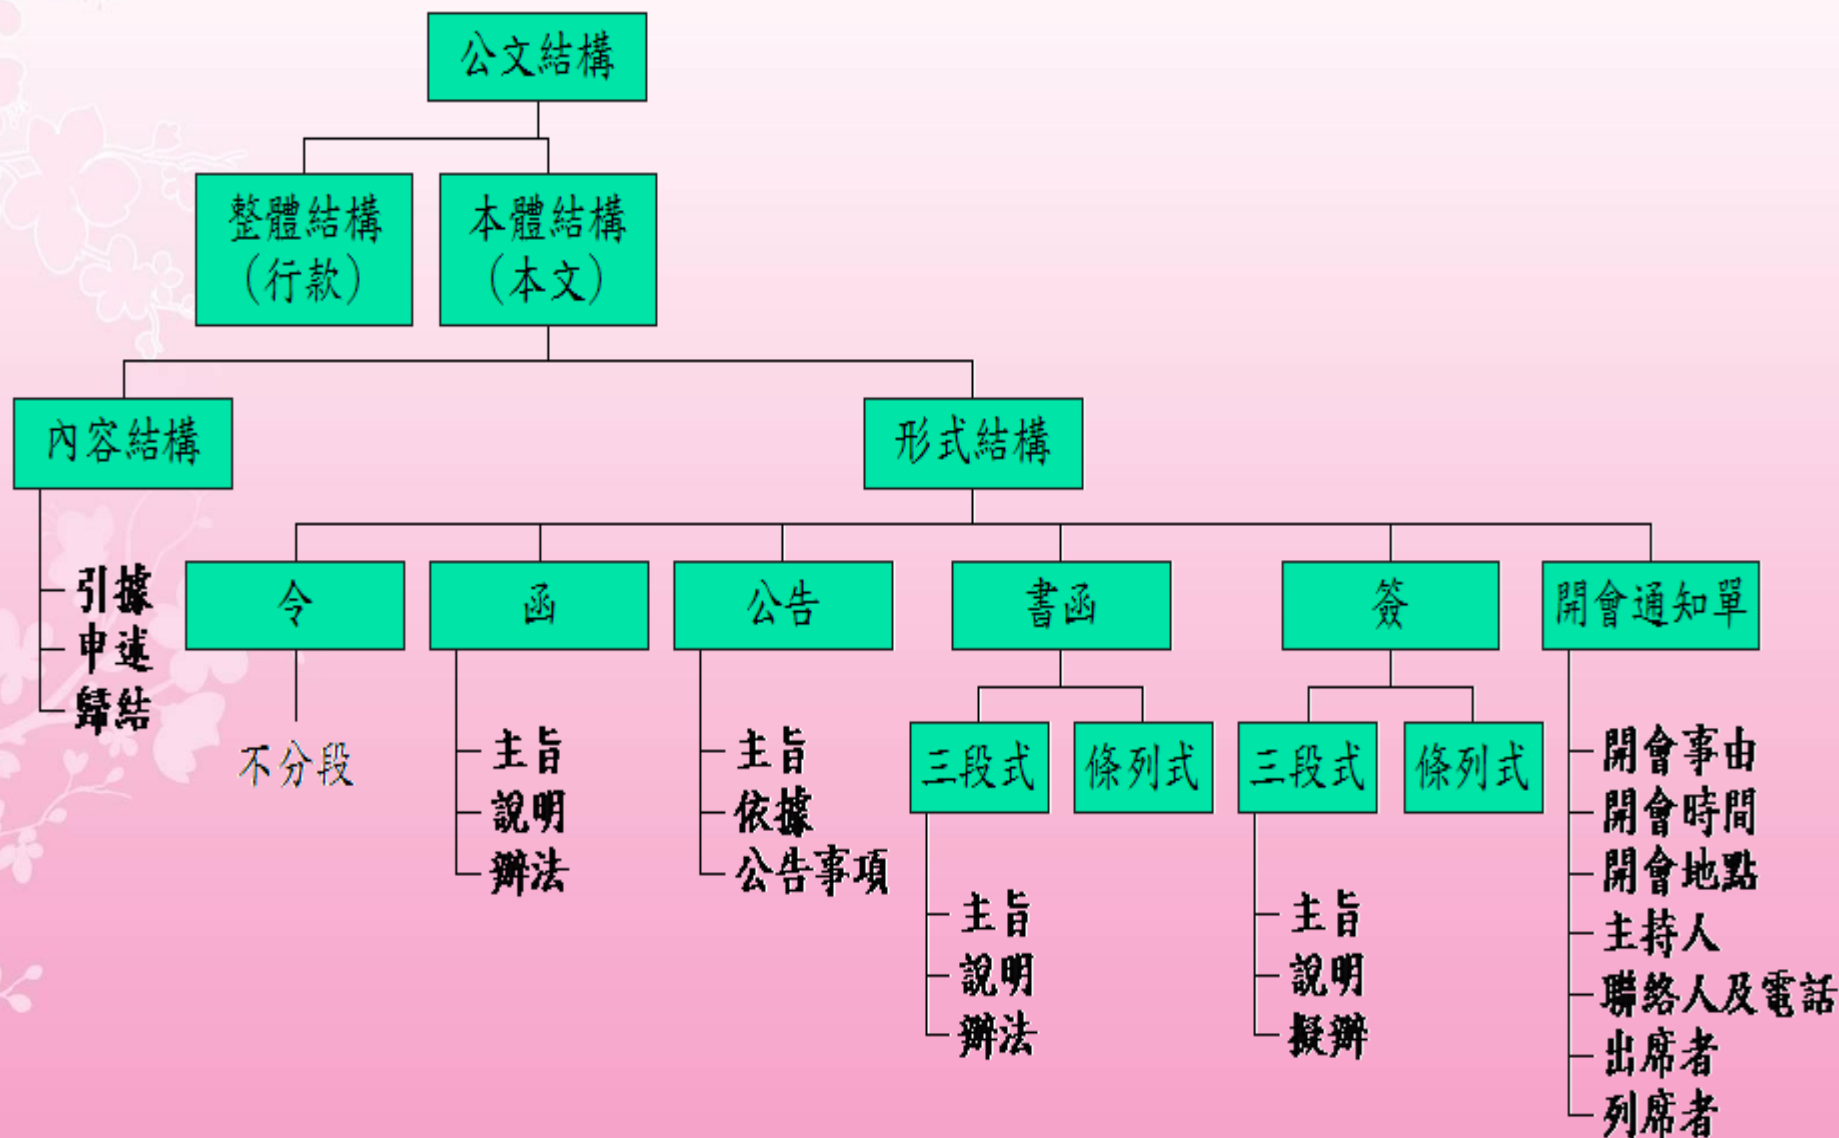 公文結構
整體結構
(行款)
本體結構
(本文)
內容結構
引據
申述
歸結
形式結構
令
不分段
函
主旨
說明
辦法
公告
主旨
依據
公告事項
書函
三段式
主旨
說明
辦法
條列式
簽
三段式
主旨
說明
擬辦
條列式
開會通知單
開會事由
開會時間
開會地點
主持人
聯絡人及電話
出席者
列席者